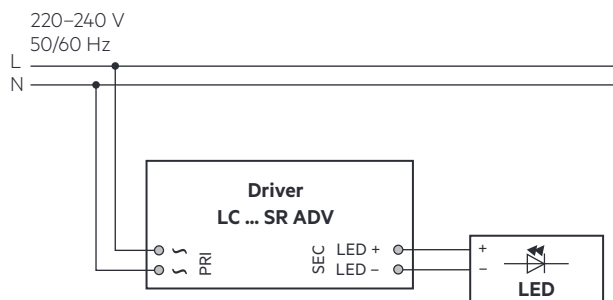 220–240 V
50/60 Hz
L
N
Driver
LC ... SR ADV
~ PRI SEC LED + +
~ LED – –
LED